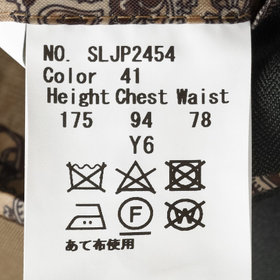 NO. SLJP2454
Color 41
Height Chest Waist
175 94 78
Y6
F W
あて布使用